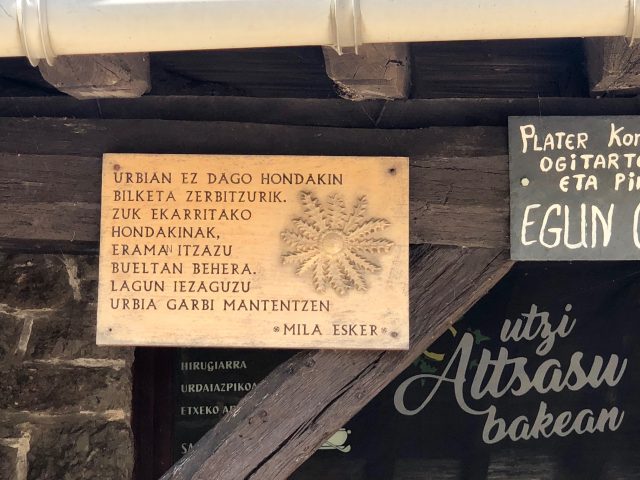 URBIAN EZ DAGO HONDAKIN
BILKETA ZERBITZURIK.
ZUK EKARRITAKO
HONDAKINAK,
ERAMAN ITZAZU
BUELTAN BEHERA.
LAGUN IEZAGUZU
URBIA GARBI MANTENTZEN
*MILA ESKER*
PLATER
ETA
EGUN
HIRUGIARRA
ETXEKO
utzi
Altsasu
bakean